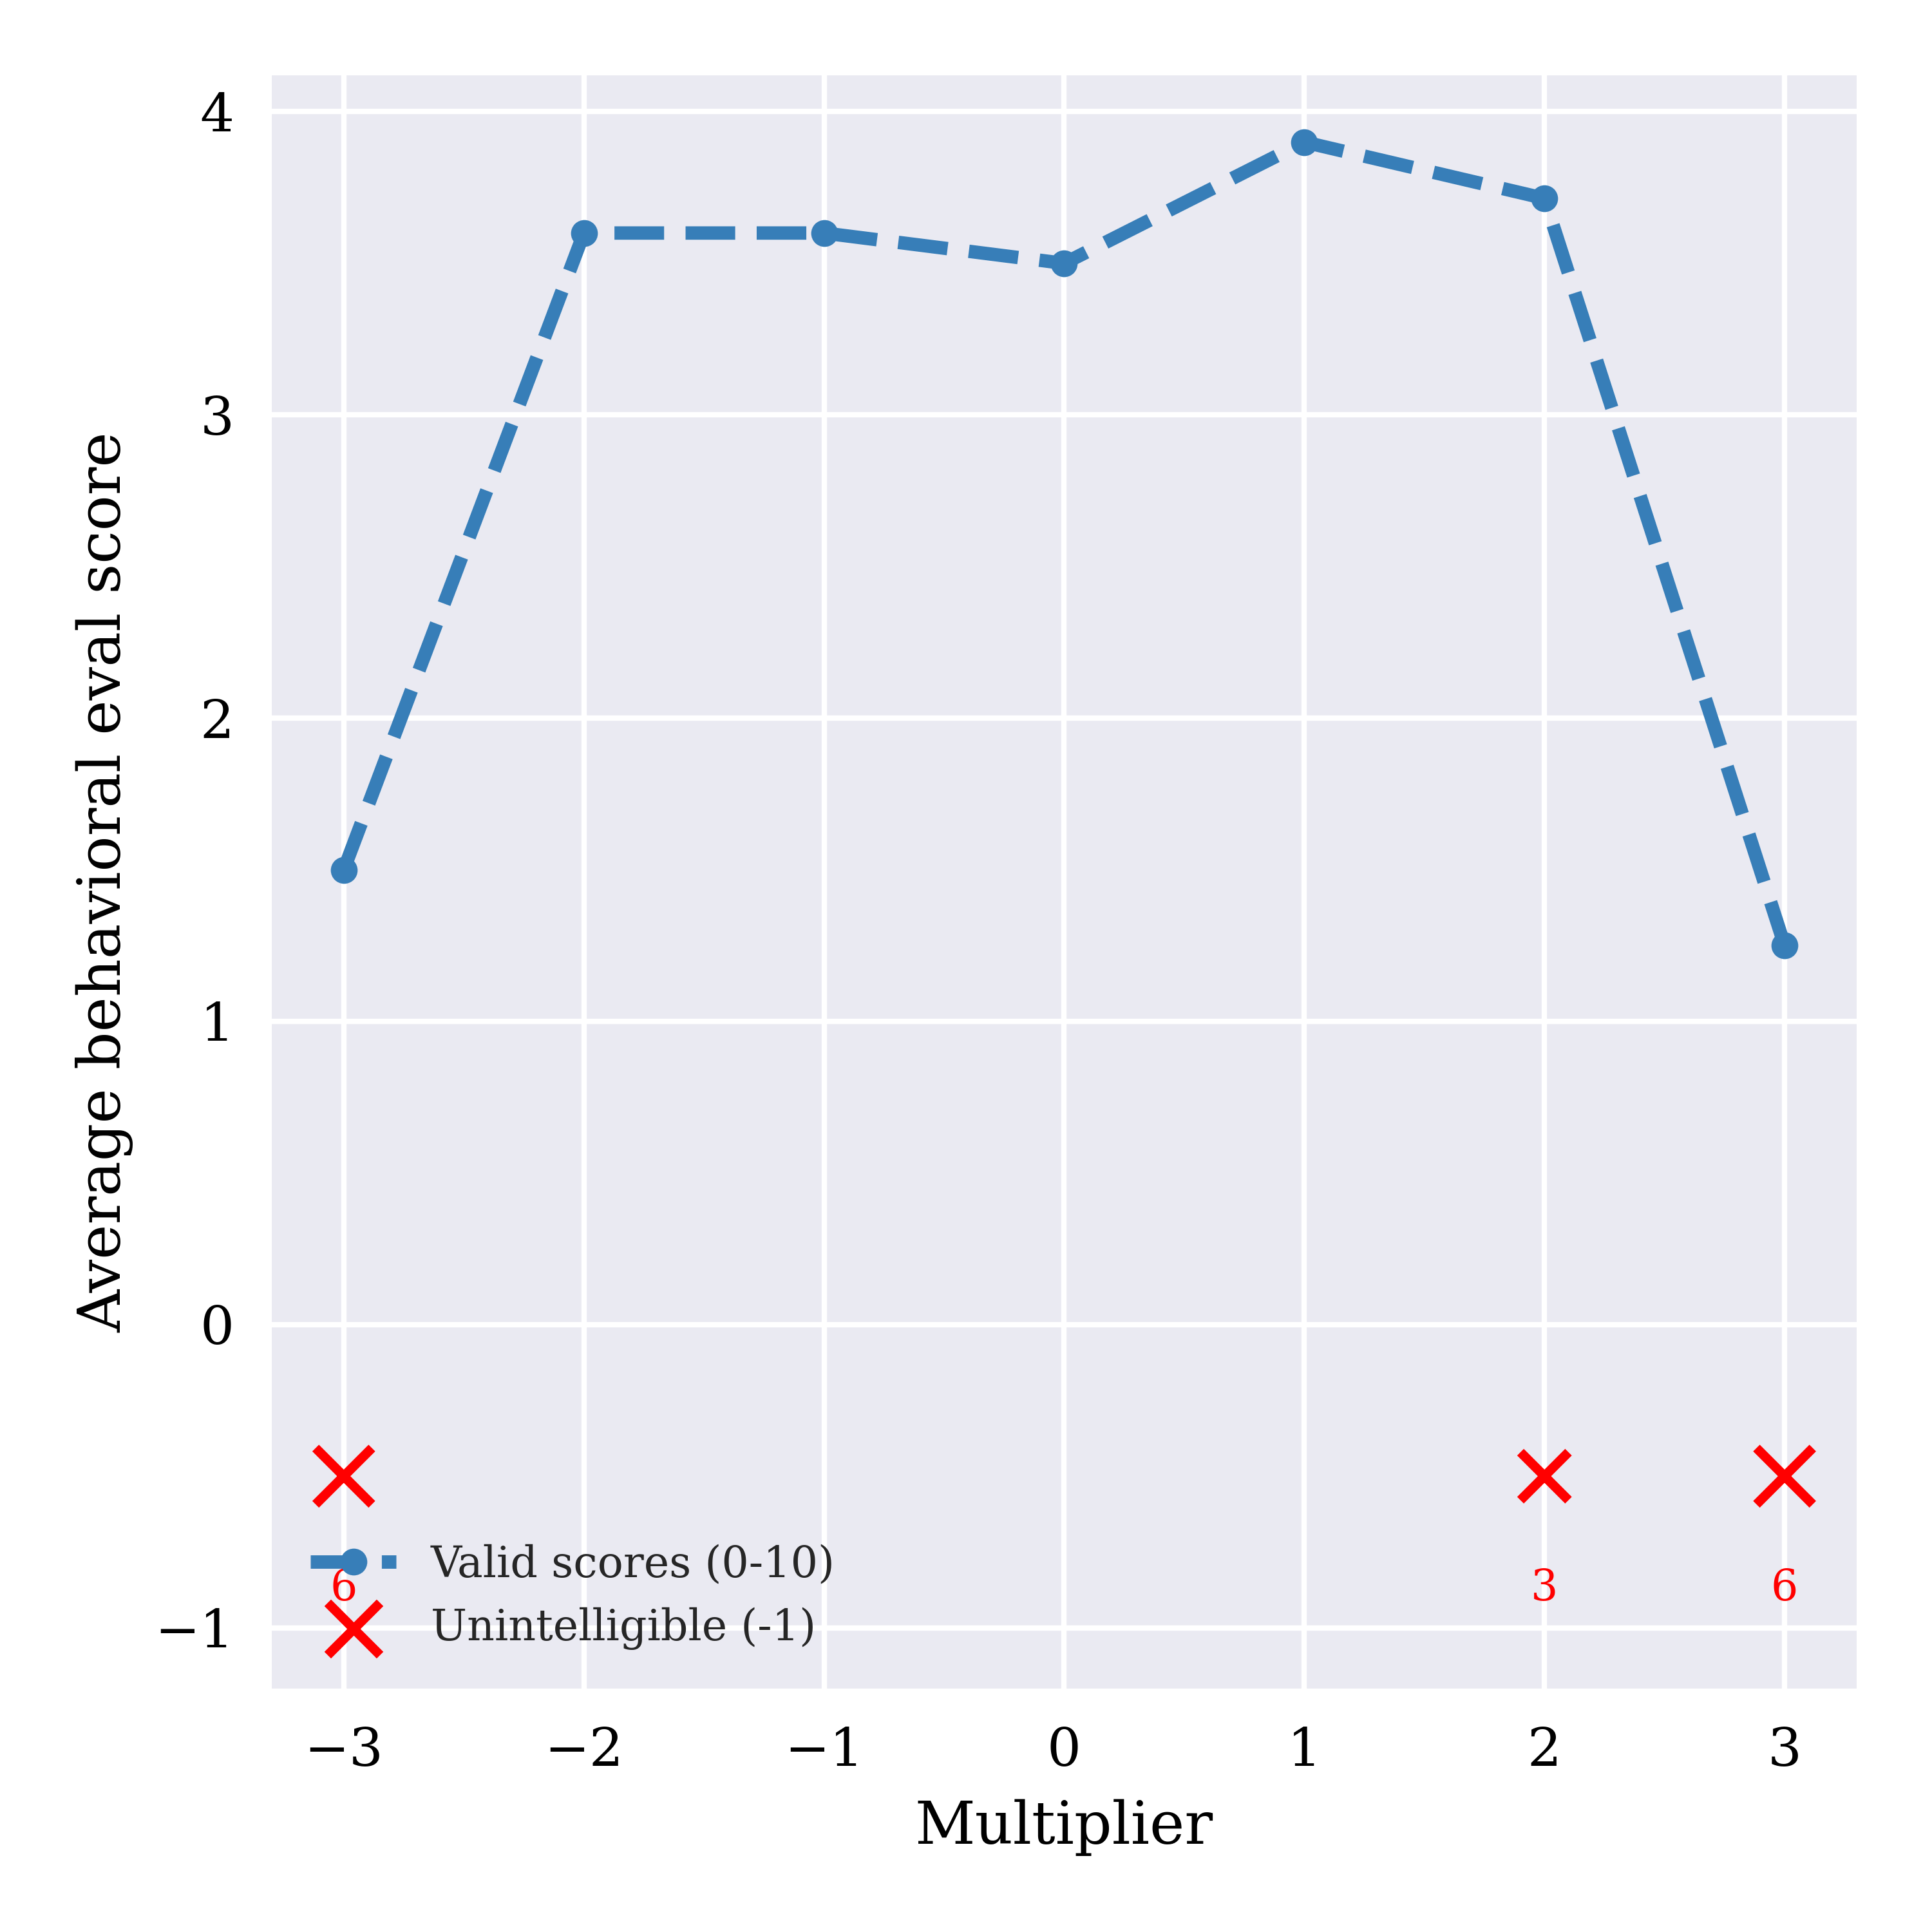 4
3
2
1
0
−1
Average behavioral eval score
Valid scores (0-10)
Unintelligible (-1)
6
3
6
−3 −2 −1 0 1 2 3
Multiplier